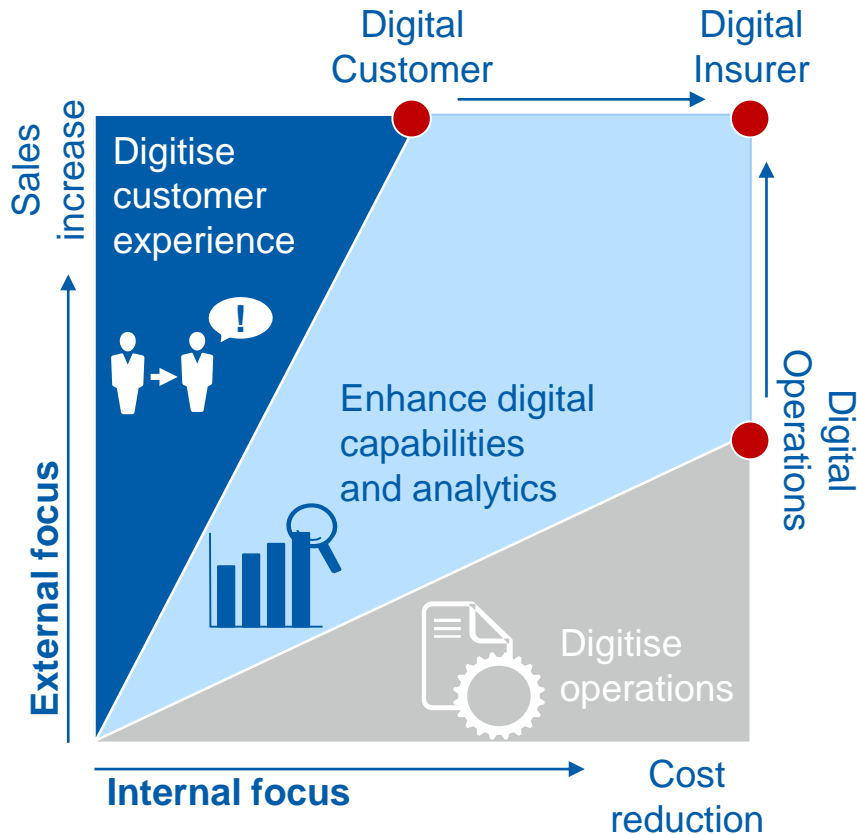 Digital
Customer
Digital
Insurer
Sales
increase
Digitise
customer
experience
!
Enhance digital
capabilities
and analytics
Digital
Operations
External focus
Digitise
operations
Internal focus
Cost
reduction